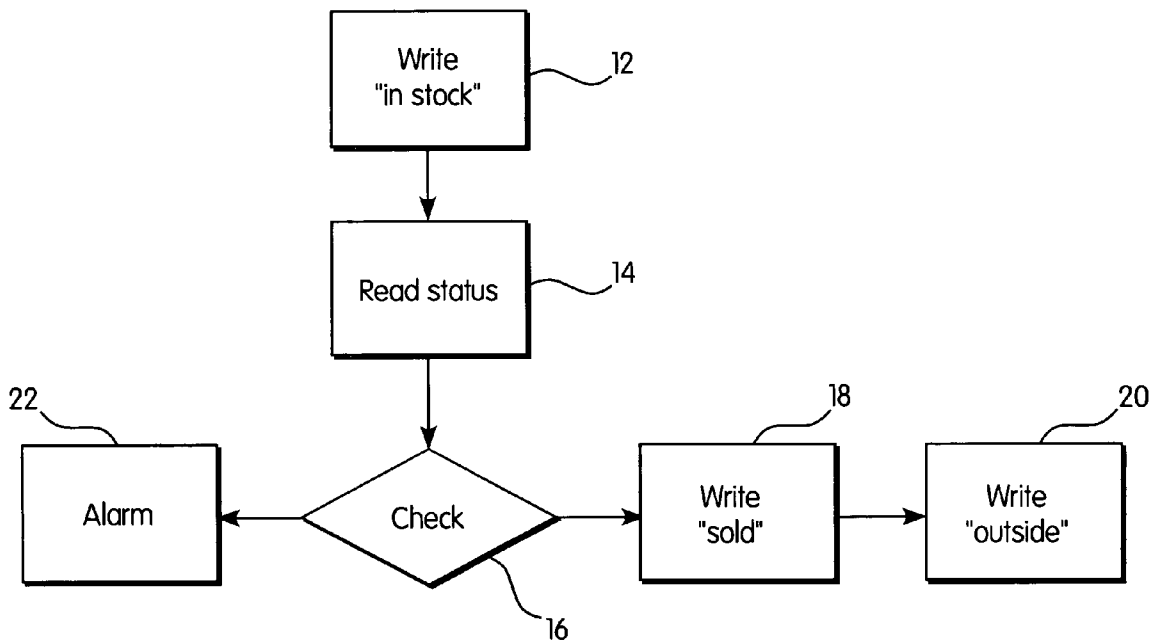 Write
"in stock"
12
Read status
14
22
Alarm
Check
16
18
Write
"sold"
20
Write
"outside"